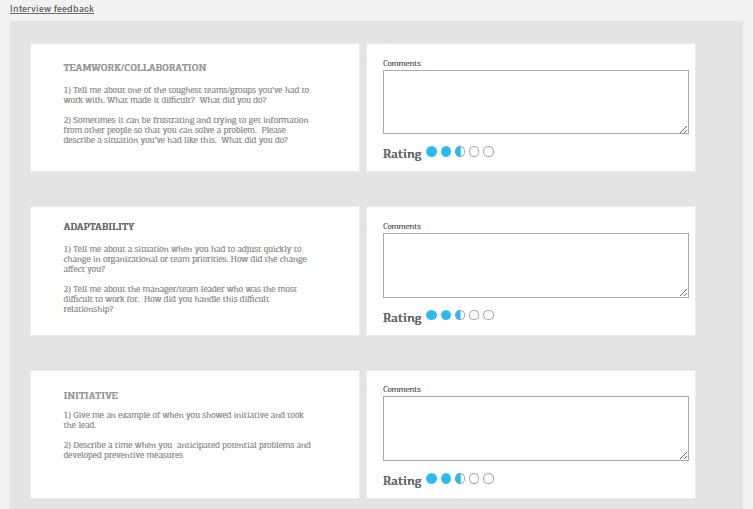 Interview feedback
TEAMWORK/COLLABORATION
1) Tell me about one of the toughest teams/groups you've had to
work with. What made it difficult?  What did you do?
2) Sometimes it can be frustrating and trying to get information
from other people so that you can solve a problem.  Please
describe a situation you've had like this.  What did you do?
Comments
Rating
ADAPTABILITY
1) Tell me about a situation when you had to adjust quickly to
change in organizational or team priorities. How did the change
affect you?
2) Tell me about the manager/team leader who was the most
difficult to work for.  How did you handle this difficult
relationship?
Comments
Rating
INITIATIVE
1) Give me an example of when you showed initiative and took
the lead.
2) Describe a time when you  anticipated potential problems and
developed preventive measures
Comments
Rating